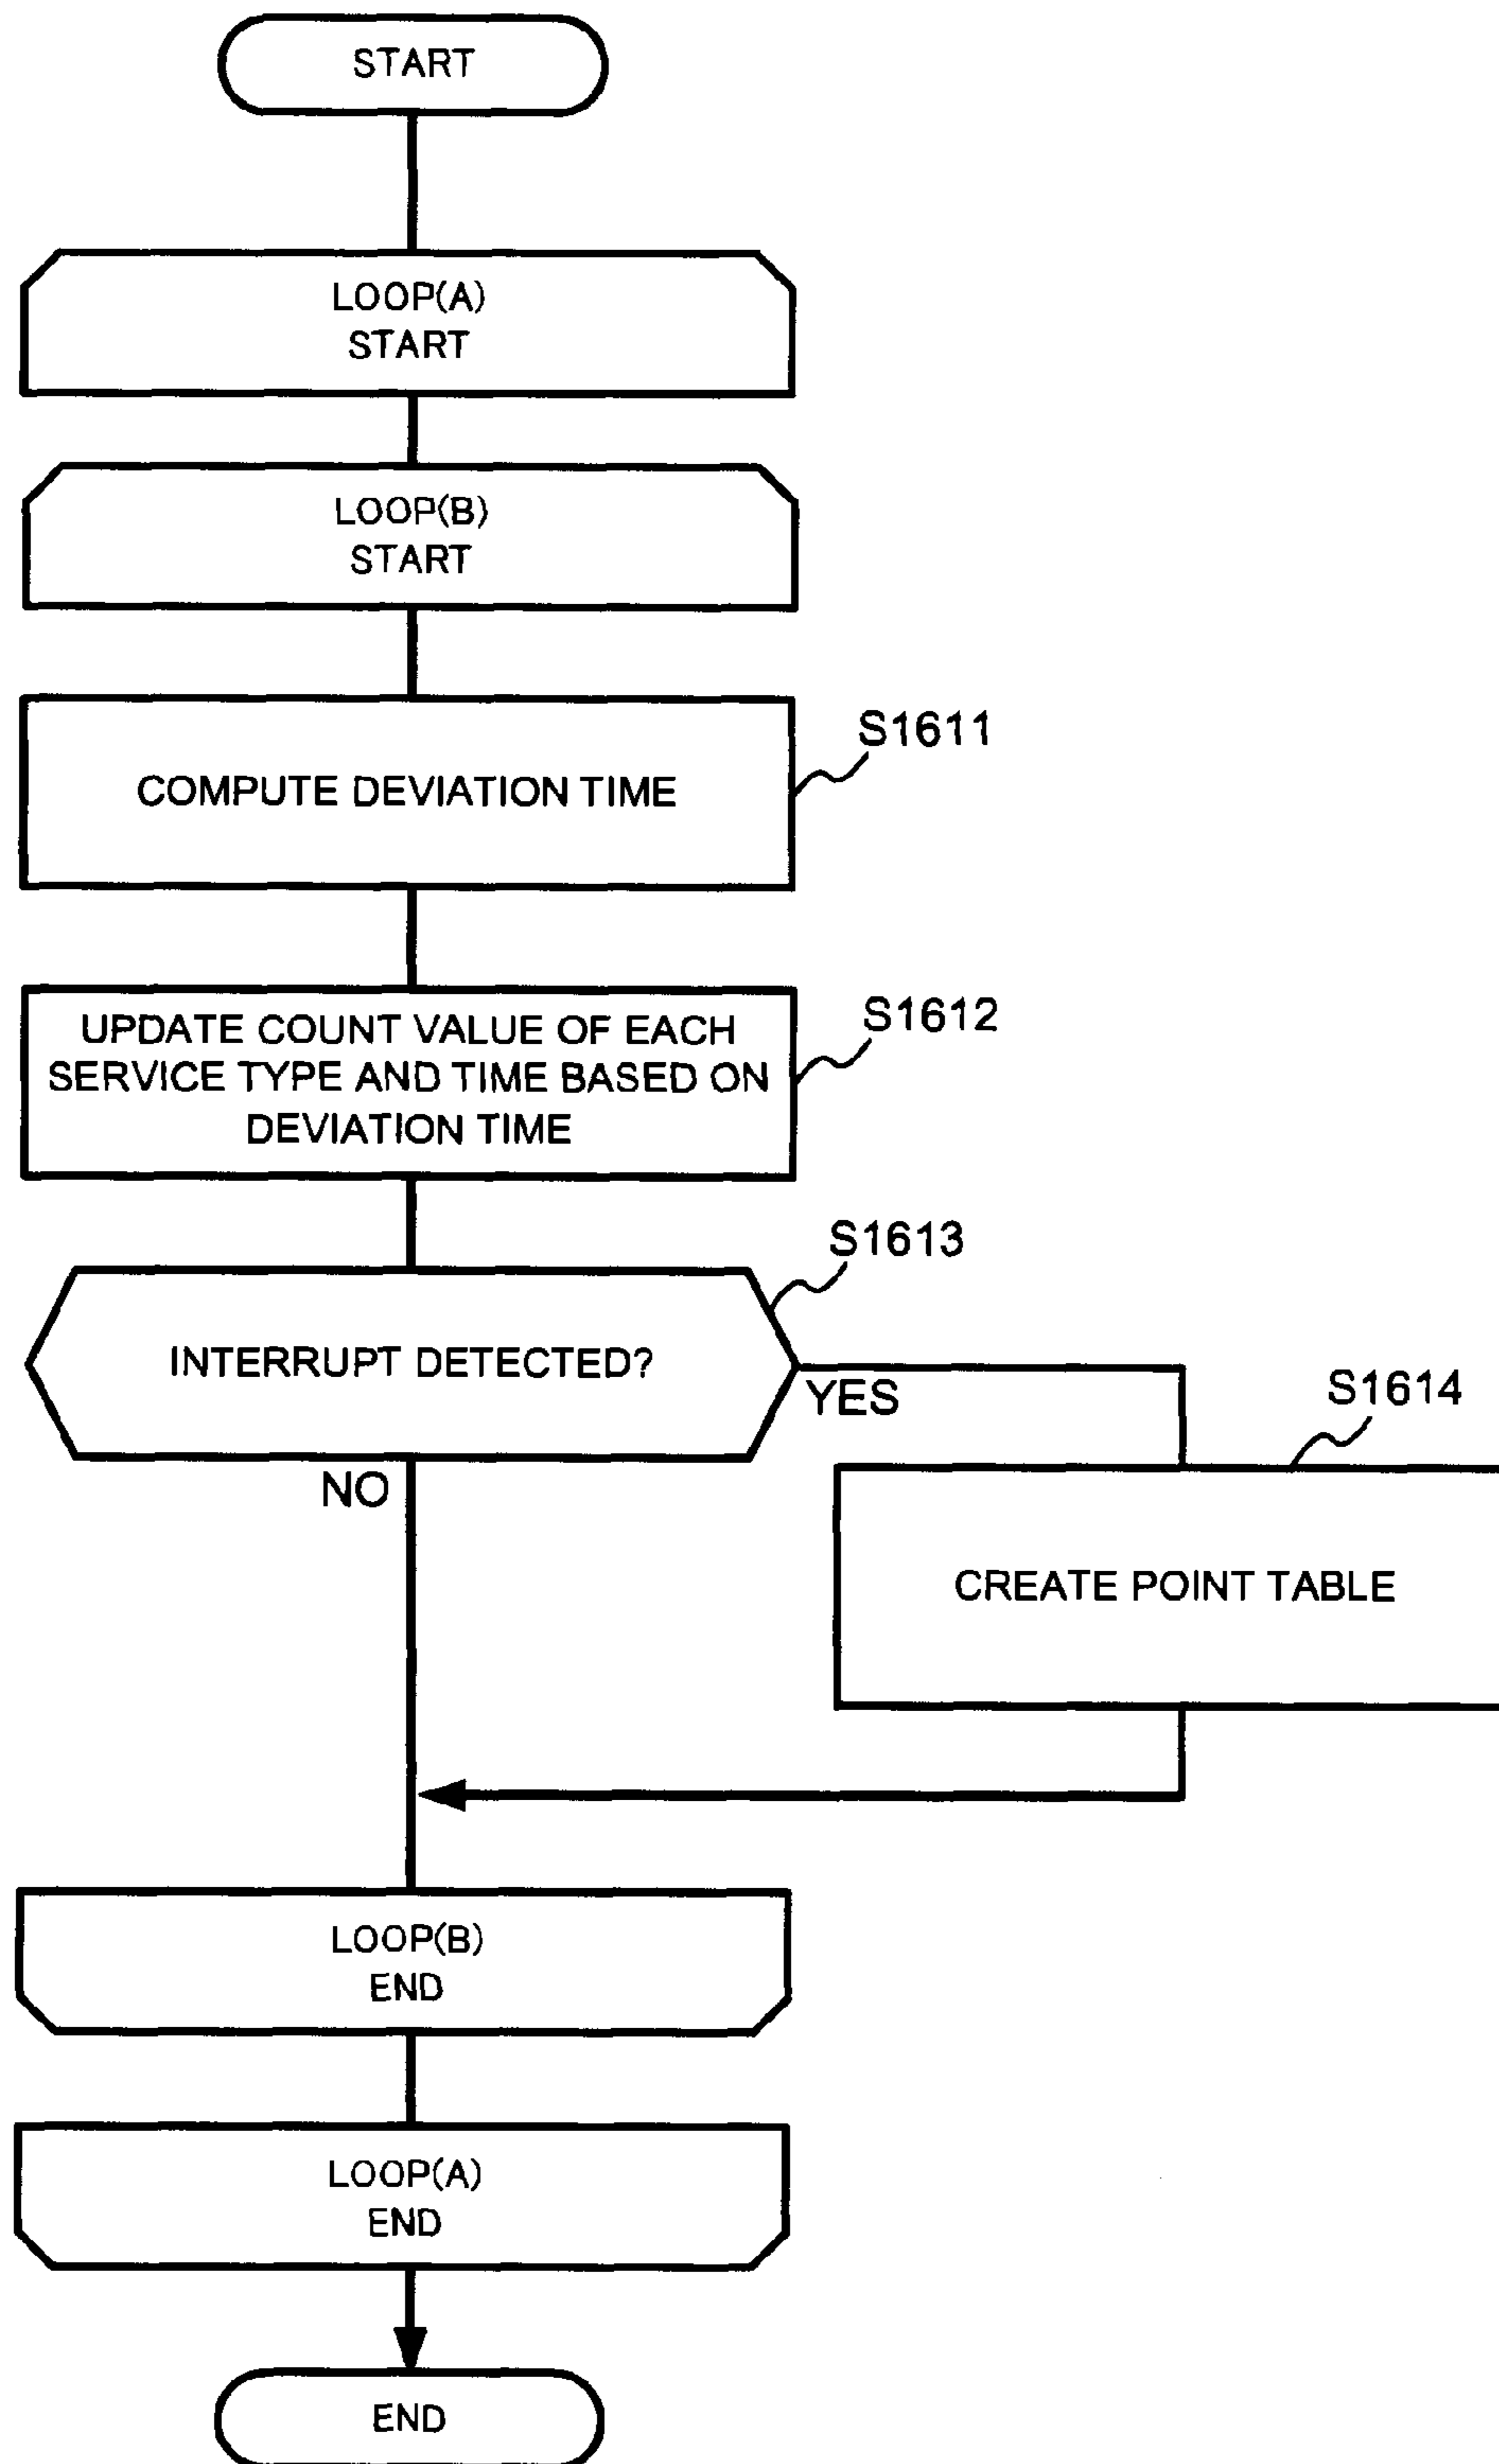 START
LOOP(A)
START
LOOP(B)
START
S1611
COMPUTE DEVIATION TIME
S1612
UPDATE COUNT VALUE OF EACH
SERVICE TYPE AND TIME BASED ON
DEVIATION TIME
S1613
INTERRUPT DETECTED?
YES
S1614
NO
CREATE POINT TABLE
LOOP(B)
END
LOOP(A)
END
END